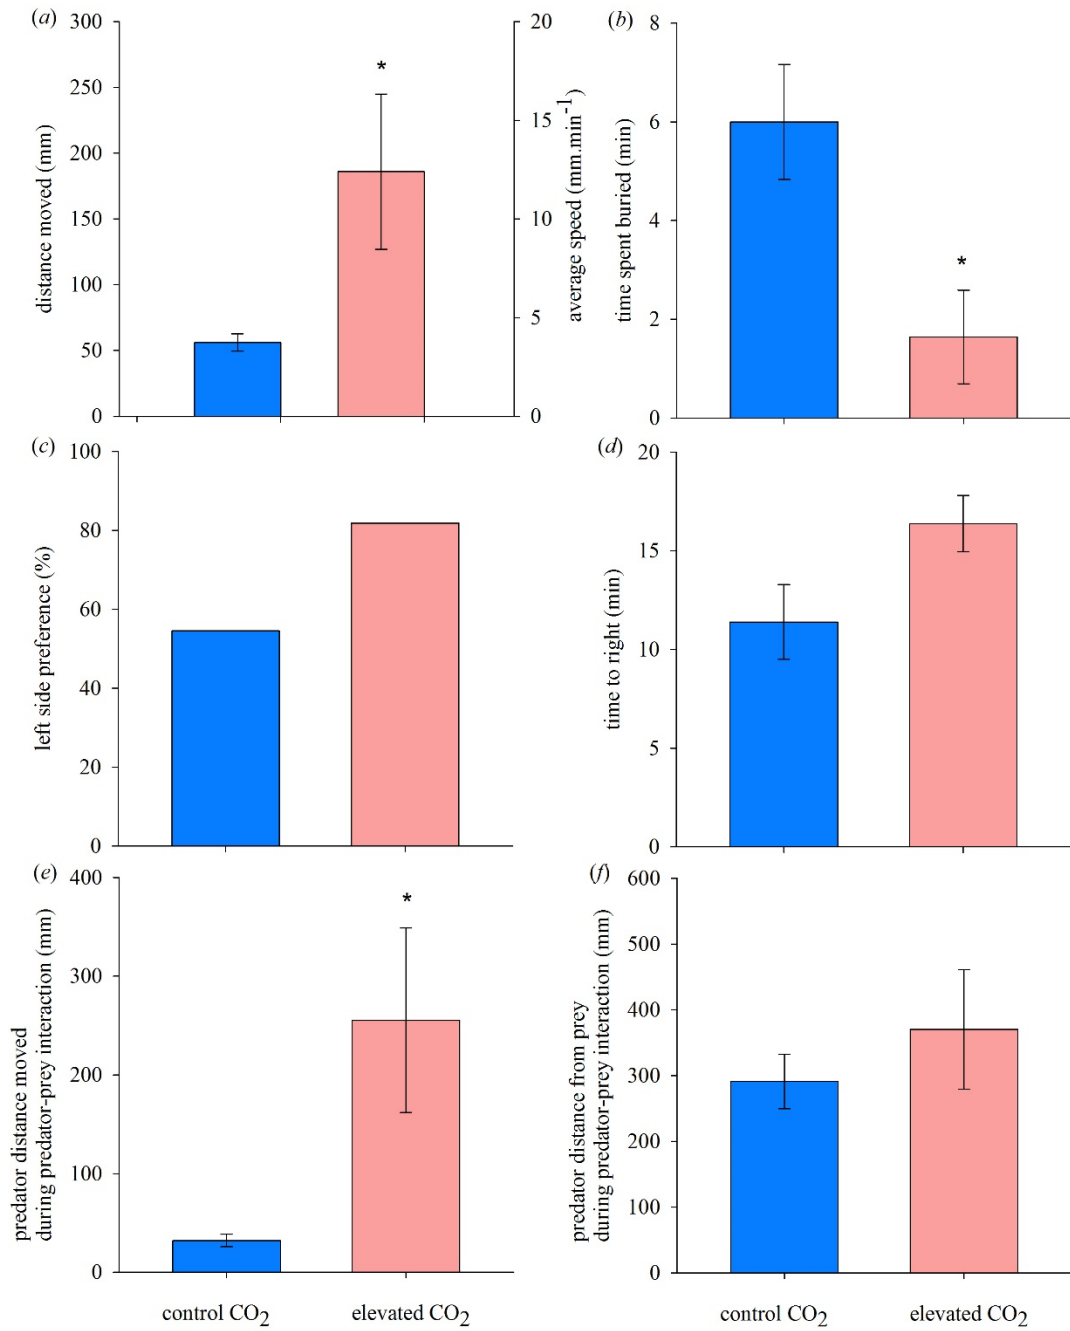 (a)
300
250
200
150
100
50
0
distance moved (mm)
*
20
15
10
5
0
average speed (mm.min-1)
(b)
8
6
4
2
0
time spent buried (min)
*
(c)
100
80
60
40
20
0
left side preference (%)
(d)
20
15
10
5
0
time to right (min)
(e)
400
300
200
100
0
predator distance moved
during predator-prey interaction (mm)
*
control CO2
elevated CO2
(f)
600
500
400
300
200
100
0
predator distance from prey
during predator-prey interaction (mm)
control CO2
elevated CO2